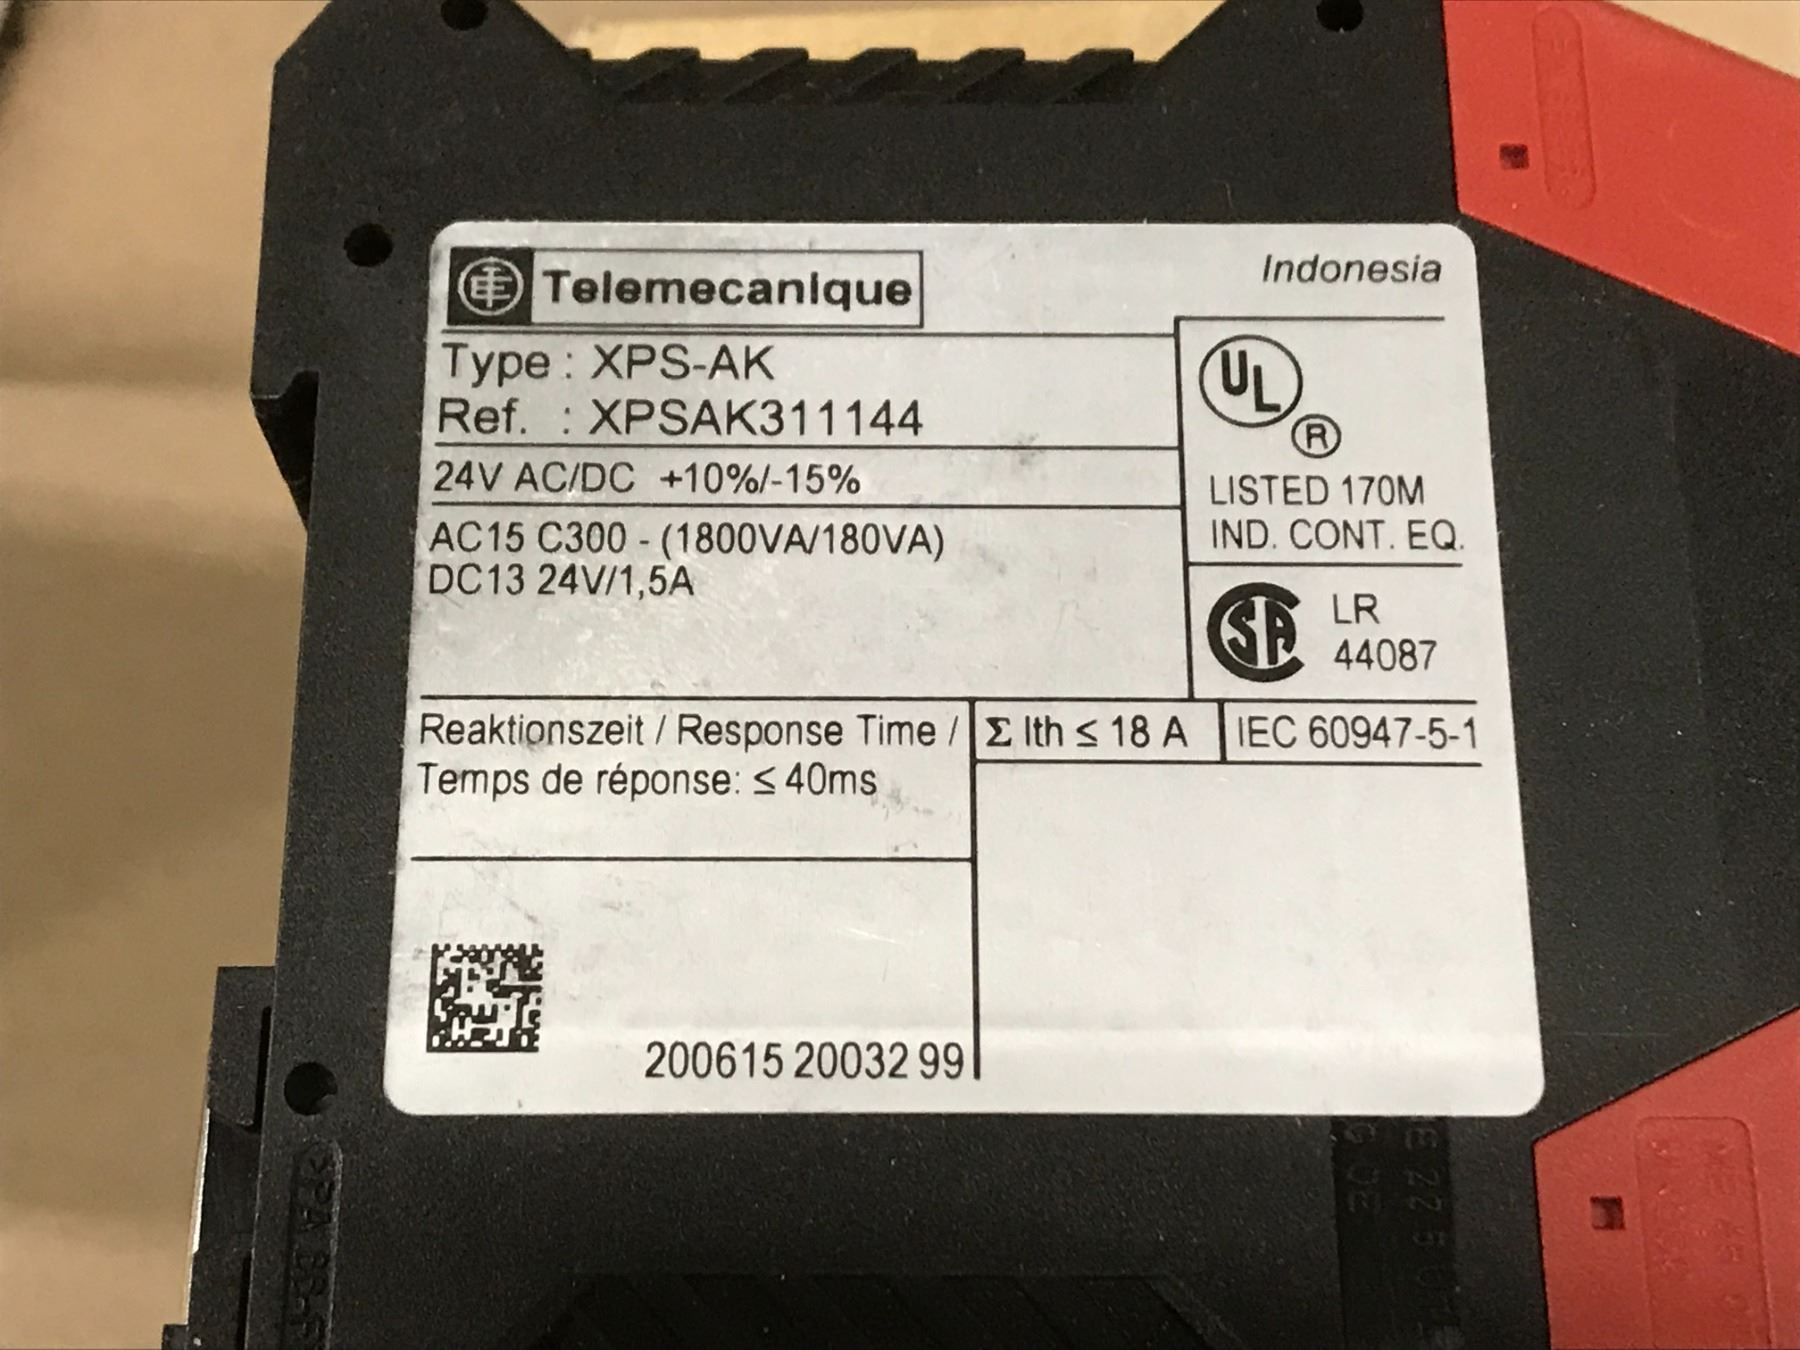 Telemecanique
Indonesia
Type : XPS-AK
Ref. : XPSAK311144
24V AC/DC +10%/-15%
AC15 C300 - (1800VA/180VA)
DC13 24V/1,5A
UL
®
LISTED 170M
IND. CONT. EQ.
CSA
LR
44087
Reaktionszeit / Response Time /
Temps de réponse: ≤ 40ms
Σ Ith ≤ 18 A
IEC 60947-5-1
200615 20032 99